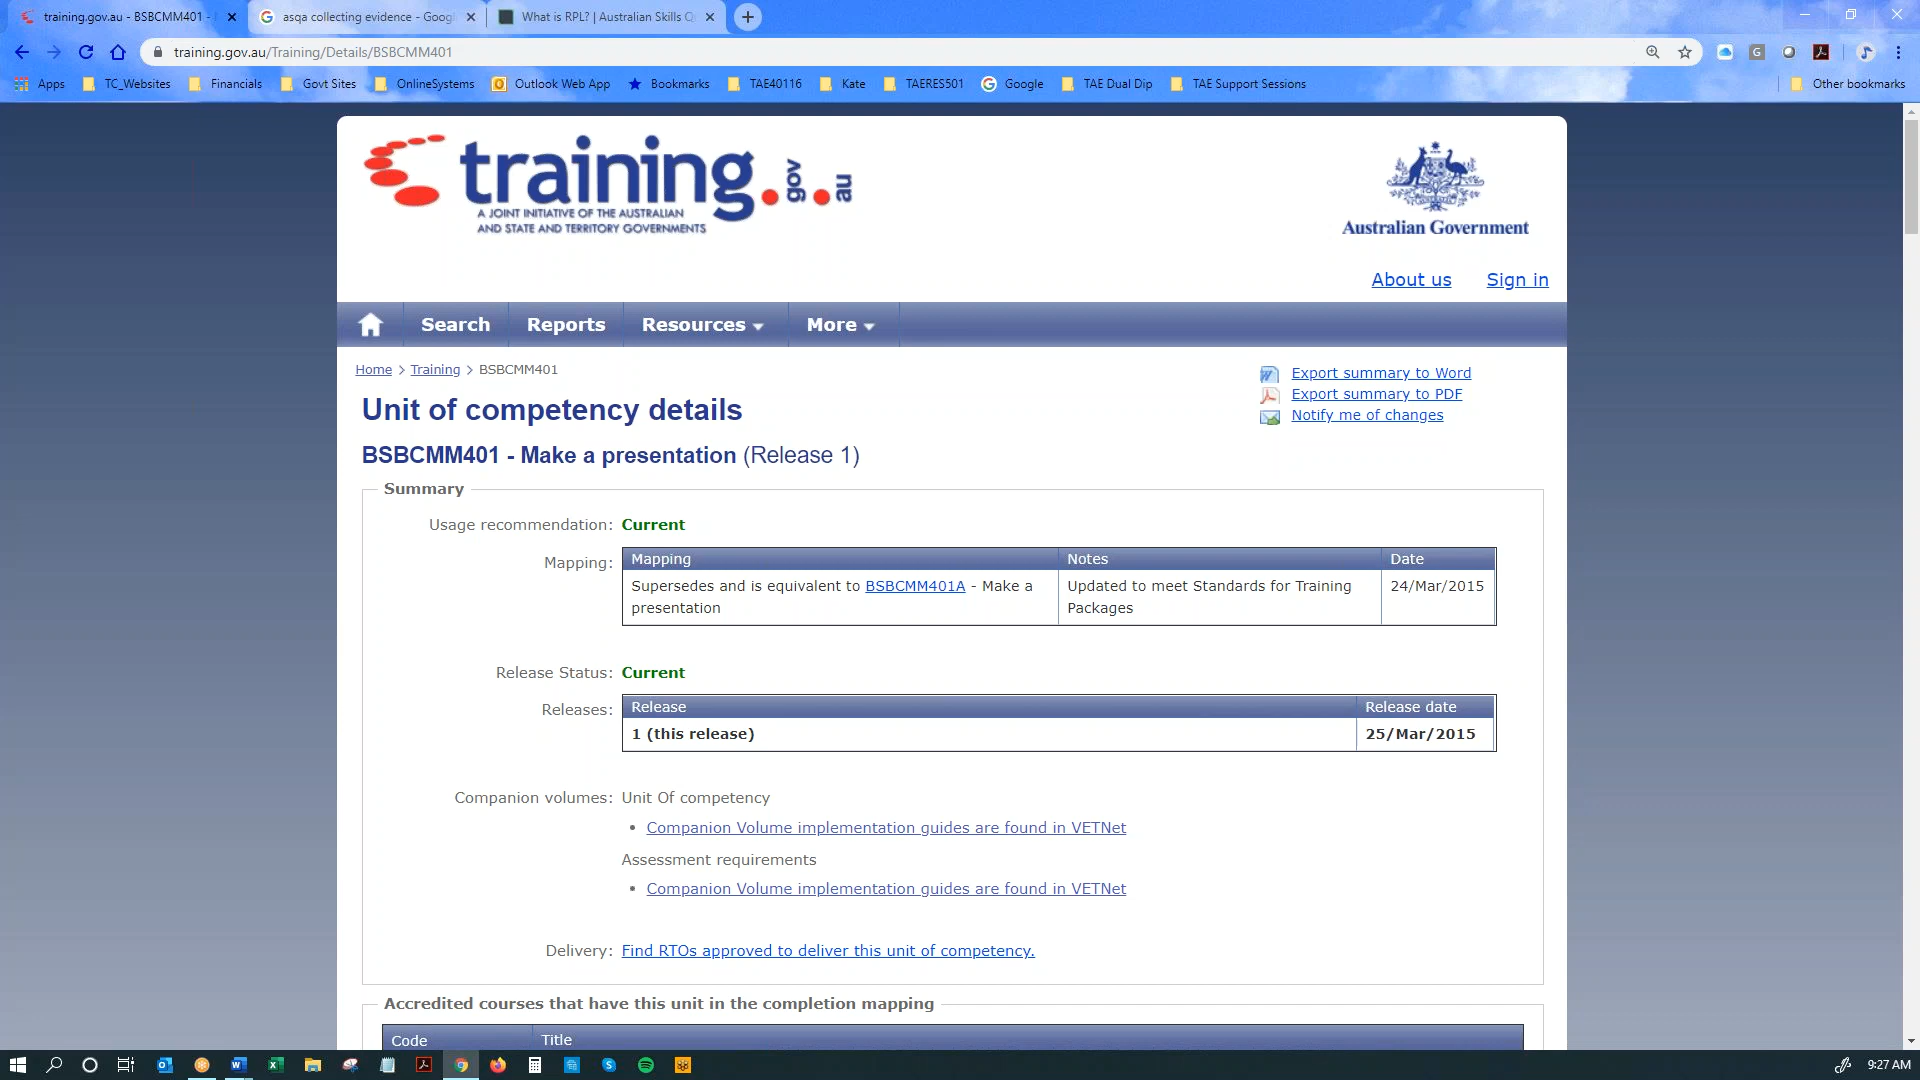 training.gov.au - BSBCMM401 -
asqa collecting evidence - Googl
What is RPL? | Australian Skills Q
training.gov.au/Training/Details/BSBCMM401
Apps
TC_Websites
Financials
Govt Sites
OnlineSystems
Outlook Web App
Bookmarks
TAE40116
Kate
TAERES501
Google
TAE Dual Dip
TAE Support Sessions
Other bookmarks
training.gov.au
A JOINT INITIATIVE OF THE AUSTRALIAN
AND STATE AND TERRITORY GOVERNMENTS
Australian Government
About us
Sign in
Search
Reports
Resources
More
Home > Training > BSBCMM401
Export summary to Word
Export summary to PDF
Notify me of changes
Unit of competency details
BSBCMM401 - Make a presentation (Release 1)
Summary
Usage recommendation: Current
Mapping:
Mapping
Notes
Date
Supersedes and is equivalent to BSBCMM401A - Make a
presentation
Updated to meet Standards for Training
Packages
24/Mar/2015
Release Status: Current
Releases:
Release
Release date
1 (this release)
25/Mar/2015
Companion volumes: Unit Of competency
• Companion Volume implementation guides are found in VETNet
Assessment requirements
• Companion Volume implementation guides are found in VETNet
Delivery: Find RTOs approved to deliver this unit of competency.
Accredited courses that have this unit in the completion mapping
Code
Title
9:27 AM